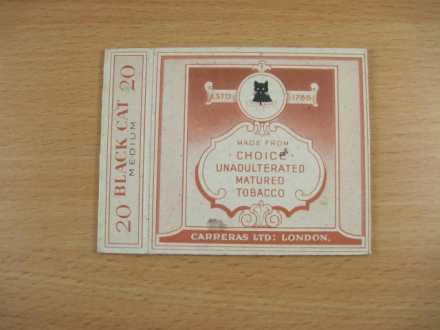 20 BLACK CAT 20
MEDIUM
ESTD 1788
MADE FROM
CHOICE
UNADULTERATED
MATURED
TOBACCO
CARRERAS LTD: LONDON.